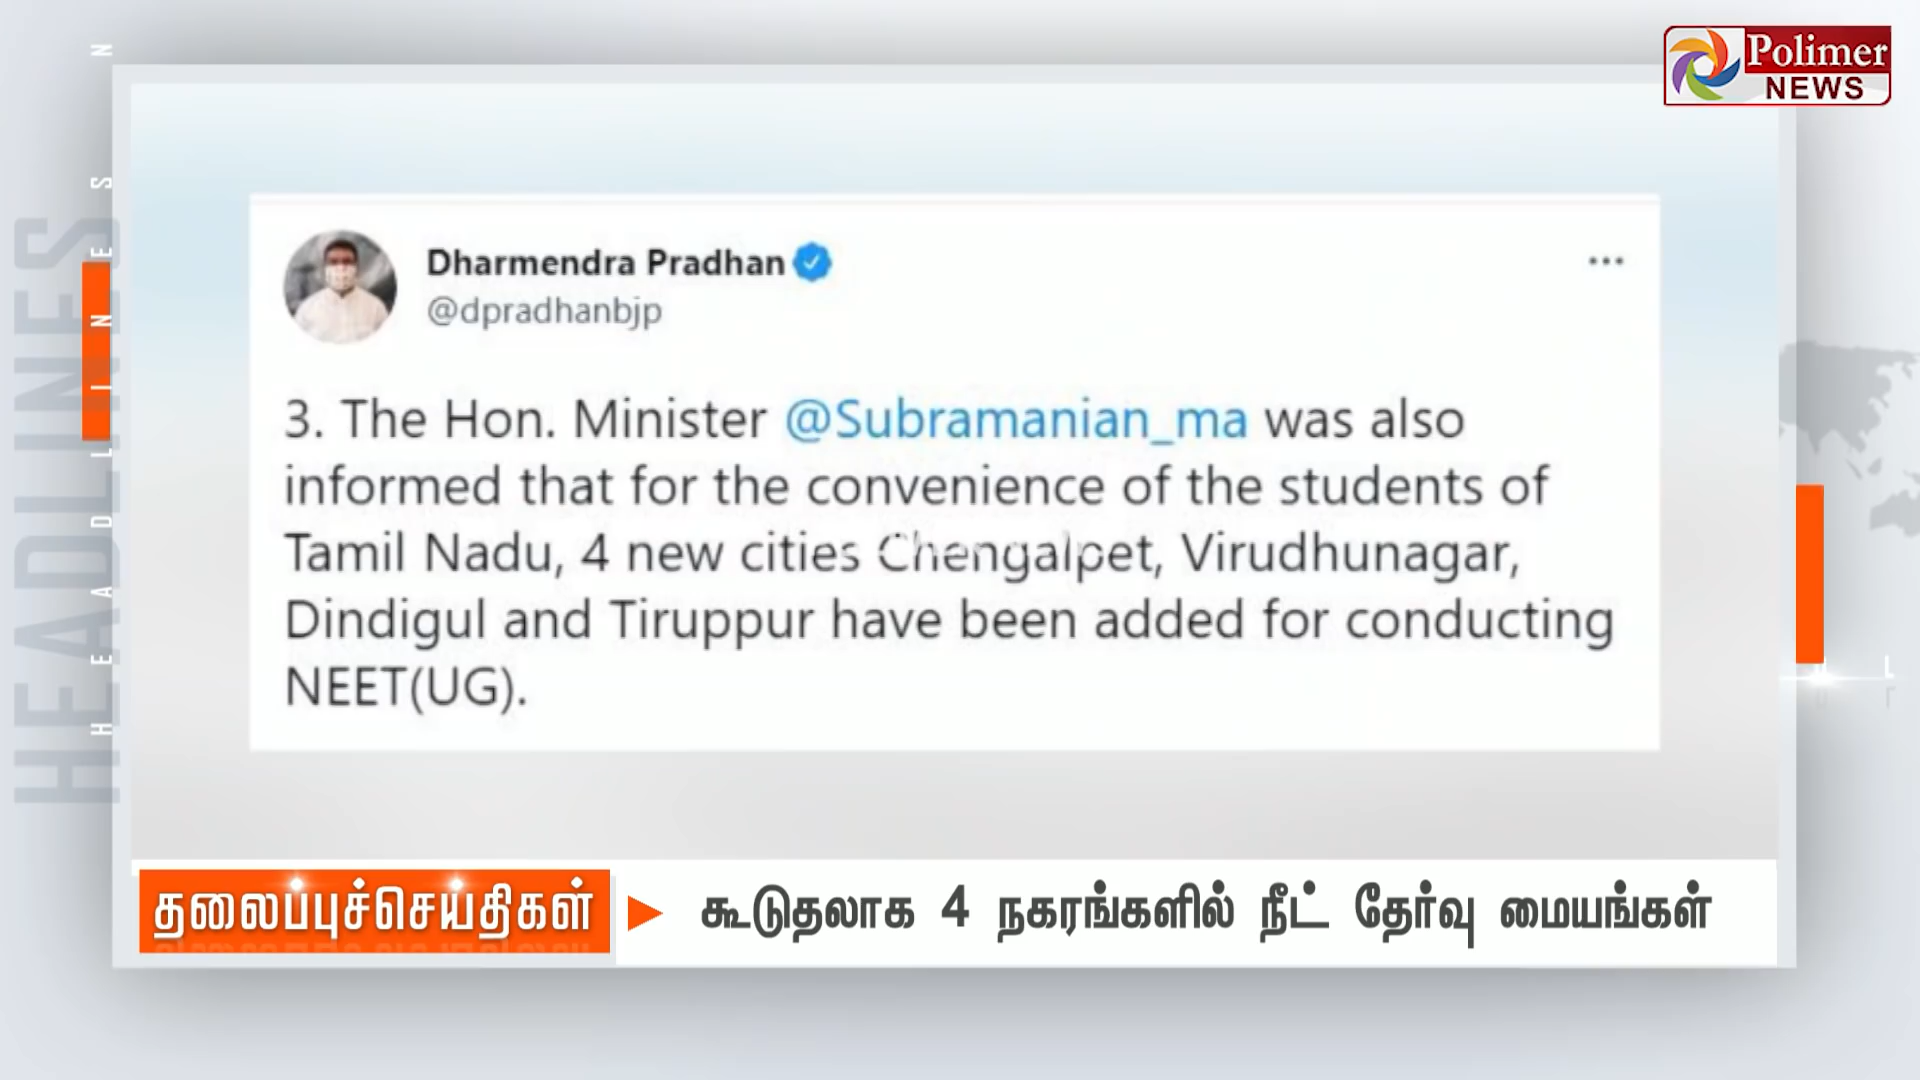 Polimer
NEWS
HEADLINES
HEADLINES N
Dharmendra Pradhan
@dpradhanbjp
3. The Hon. Minister @Subramanian_ma was also
informed that for the convenience of the students of
Tamil Nadu, 4 new cities Chengalpet, Virudhunagar,
Dindigul and Tiruppur have been added for conducting
NEET(UG).
தலைப்புச்செய்திகள்
கூடுதலாக 4 நகரங்களில் நீட் தேர்வு மையங்கள்